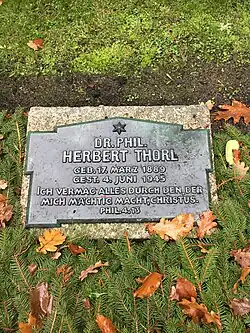 DR. PHIL.
HERBERT THÖRL
GEB. 17. MÄRZ 1889
GEST. 4. JUNI 1945
ICH VERMAG ALLES DURCH DEN, DER
MICH MÄCHTIG MACHT, CHRISTUS.
PHIL. 4:13